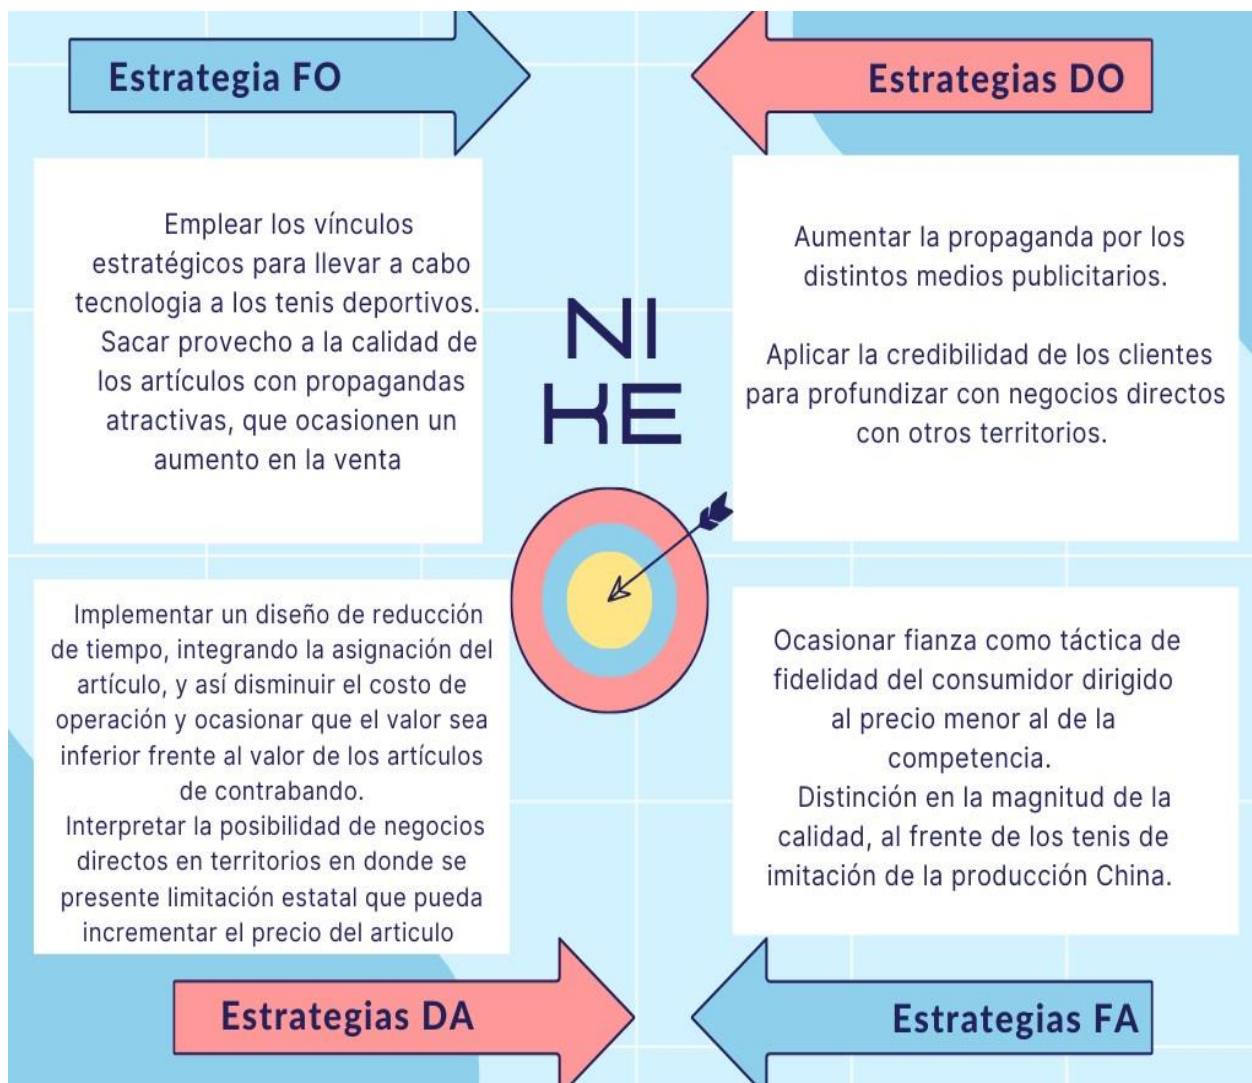 Estrategia FO
Emplear los vínculos
estratégicos para llevar a cabo
tecnologia a los tenis deportivos.
Sacar provecho a la calidad de
los artículos con propagandas
atractivas, que ocasionen un
aumento en la venta
Estrategias DO
Aumentar la propaganda por los
distintos medios publicitarios.
Aplicar la credibilidad de los clientes
para profundizar con negocios directos
con otros territorios.
NI
KE
Implementar un diseño de reducción
de tiempo, integrando la asignación del
artículo, y así disminuir el costo de
operación y ocasionar que el valor sea
inferior frente al valor de los artículos
de contrabando.
Interpretar la posibilidad de negocios
directos en territorios en donde se
presente limitación estatal que pueda
incrementar el precio del articulo
Estrategias DA
Ocasionar fianza como táctica de
fidelidad del consumidor dirigido
al precio menor al de la
competencia.
Distinción en la magnitud de la
calidad, al frente de los tenis de
imitación de la producción China.
Estrategias FA